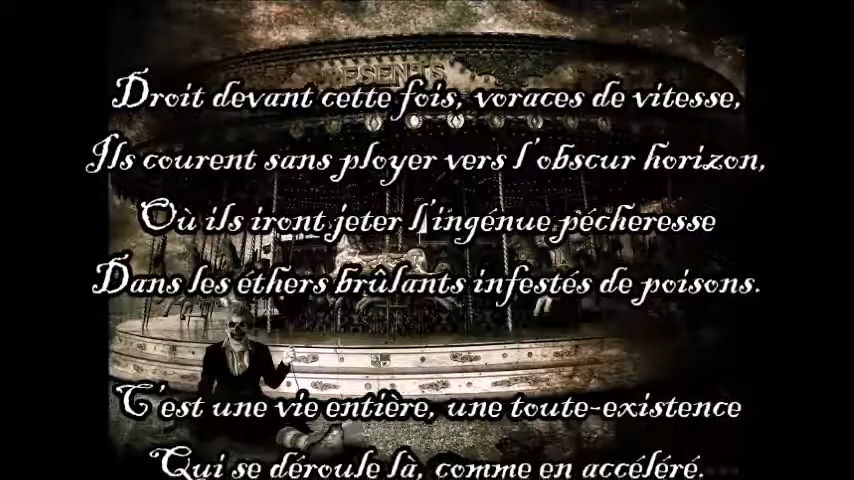 ESENTS
Droit devant cette fois, voraces de vitesse,
Ils courent sans ployer vers l'obscur horizon,
Où ils iront jeter l'ingénue pécheresse
Dans les éthers brûlants infestés de poisons.
C'est une vie entière, une toute-existence
Qui se déroule là, comme en accéléré.